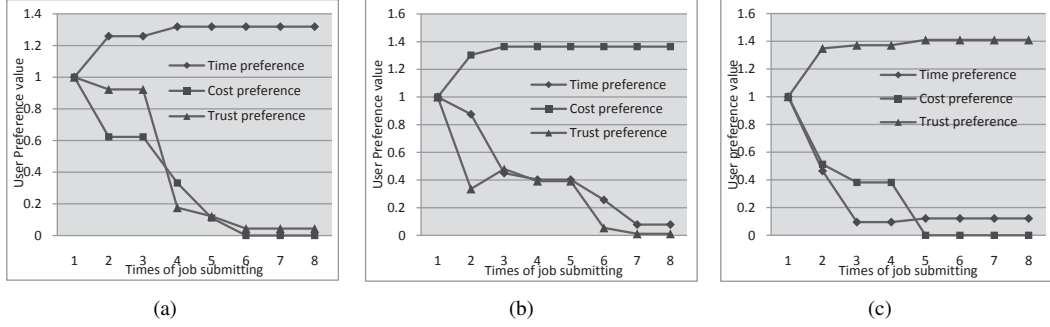 1.4
1.2
1
0.8
0.6
0.4
0.2
0
User Preference value
Time preference
Cost preference
Trust preference
1 2 3 4 5 6 7 8
Times of job submitting
(a)
1.6
1.4
1.2
1
0.8
0.6
0.4
0.2
0
User Preference value
Time preference
Cost preference
Trust preference
1 2 3 4 5 6 7 8
Times of job submitting
(b)
1.6
1.4
1.2
1
0.8
0.6
0.4
0.2
0
User preference value
Time preference
Cost preference
Trust preference
1 2 3 4 5 6 7 8
Times of job submitting
(c)